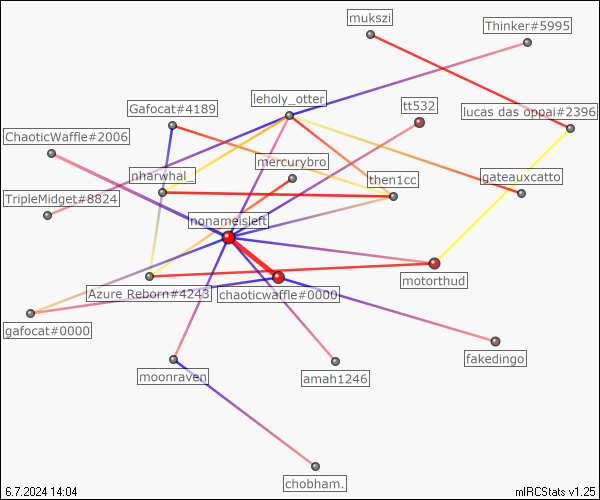 mukszi
Thinker#5995
leholy_otter
Gafocat#4189
tt532
lucas das oppai#2396
ChaoticWaffle#2006
mercurybro
nharwhal_
then1cc
gateauxcatto
TripleMidget#8824
nonameisleft
motorthud
Azure Reborn#4243
chaoticwaffle#0000
gafocat#0000
fakedingo
moonraven
amah1246
chobham.
6.7.2024 14:04
mIRCStats v1.25